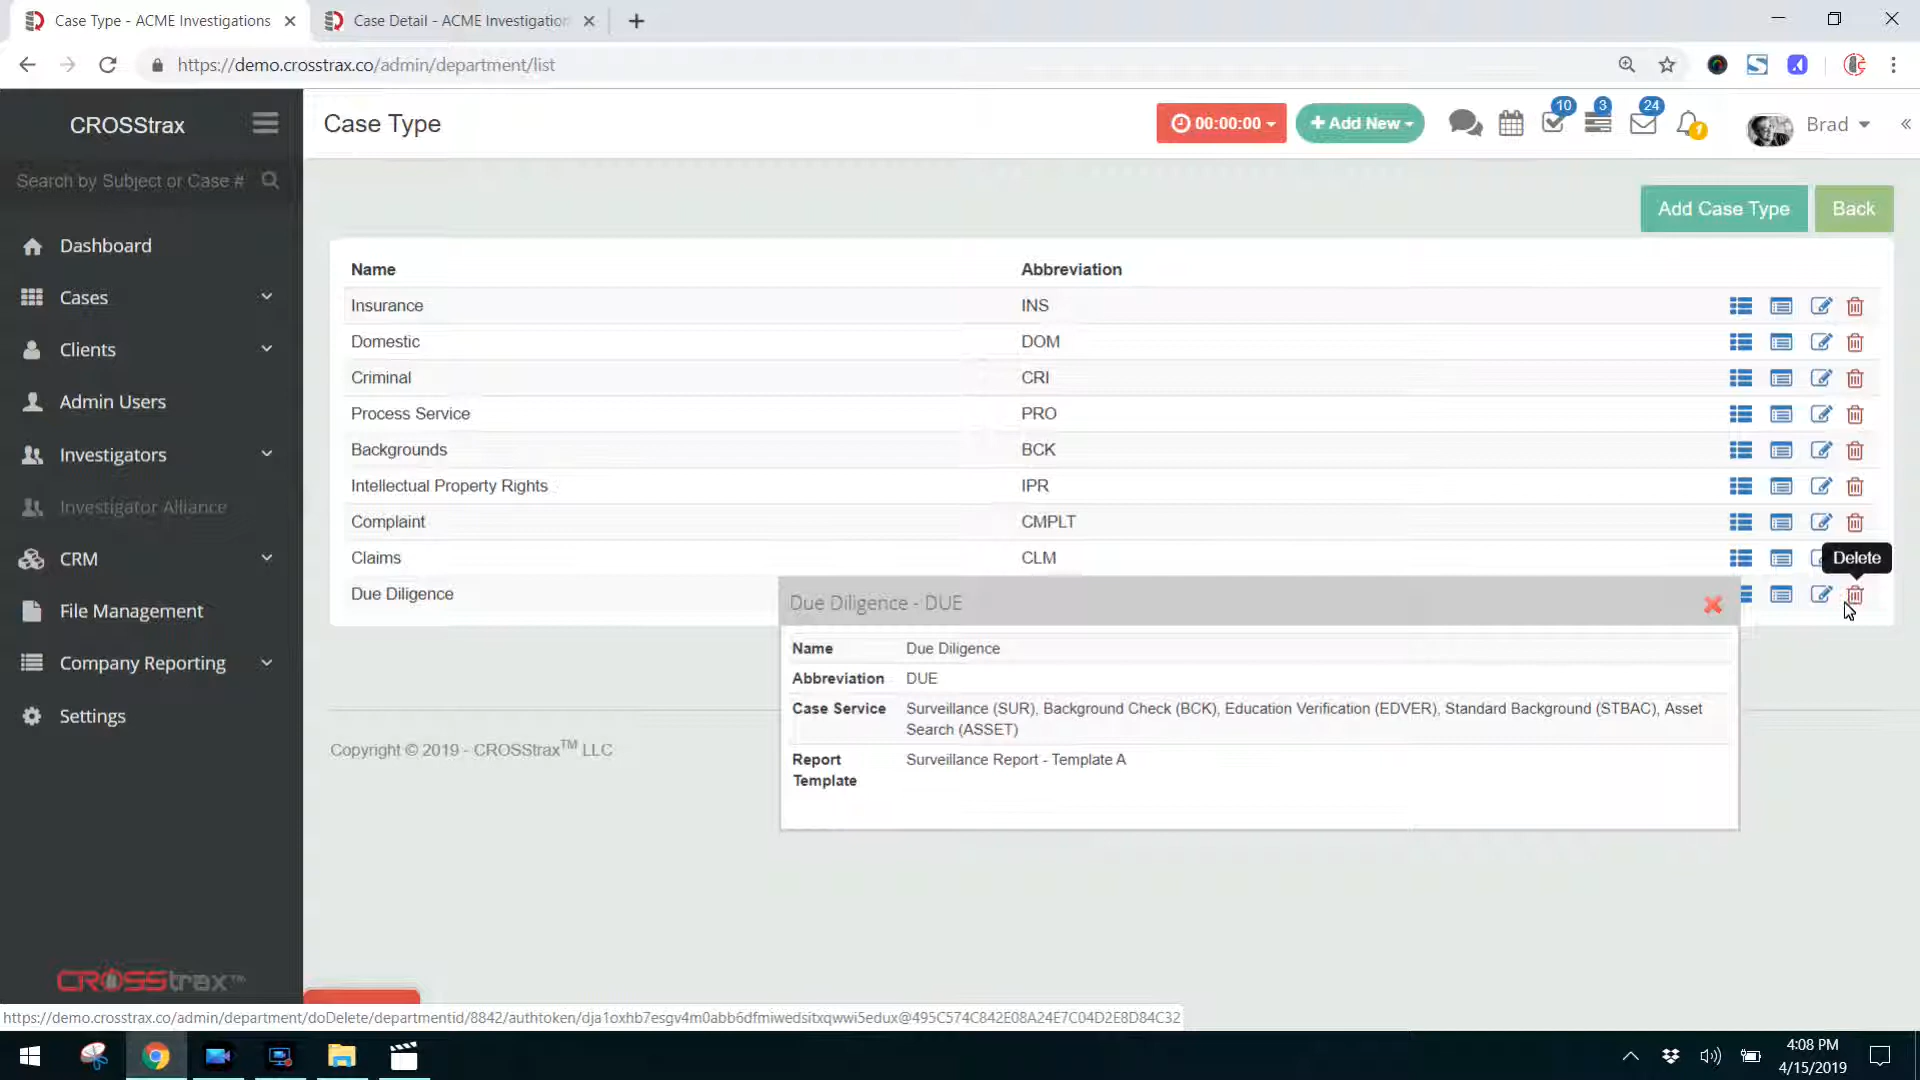 Case Type - ACME Investigations
Case Detail - ACME Investigation
https://demo.crosstrax.co/admin/department/list
CROSStrax
Case Type
00:00:00
+ Add New
10
3
24
1
Brad
Search by Subject or Case #
Add Case Type
Back
Dashboard
Cases
Clients
Admin Users
Investigators
Investigator Alliance
CRM
File Management
Company Reporting
Settings
Name Abbreviation
Insurance INS
Domestic DOM
Criminal CRI
Process Service PRO
Backgrounds BCK
Intellectual Property Rights IPR
Complaint CMPLT
Claims CLM
Delete
Due Diligence
Due Diligence - DUE
Name Due Diligence
Abbreviation DUE
Case Service Surveillance (SUR), Background Check (BCK), Education Verification (EDVER), Standard Background (STBAC), Asset
Search (ASSET)
Report Surveillance Report - Template A
Template
Copyright © 2019 - CROSStrax™ LLC
CROSStrax™
https://demo.crosstrax.co/admin/department/doDelete/departmentid/8842/authtoken/dja1oxhb7esgv4m0abb6dfmiwedsitxqwwi5edux@495C574C842E08A24E7C04D2E8D84C32
4:08 PM
4/15/2019